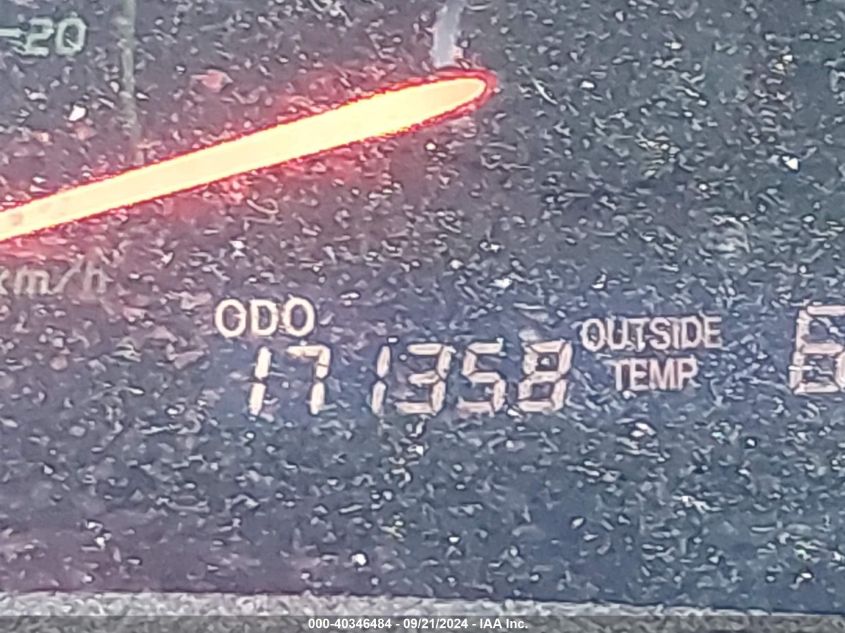 20
km/h
ODO
171358
OUTSIDE
TEMP
000-40346484 - 09/21/2024 - IAA Inc.